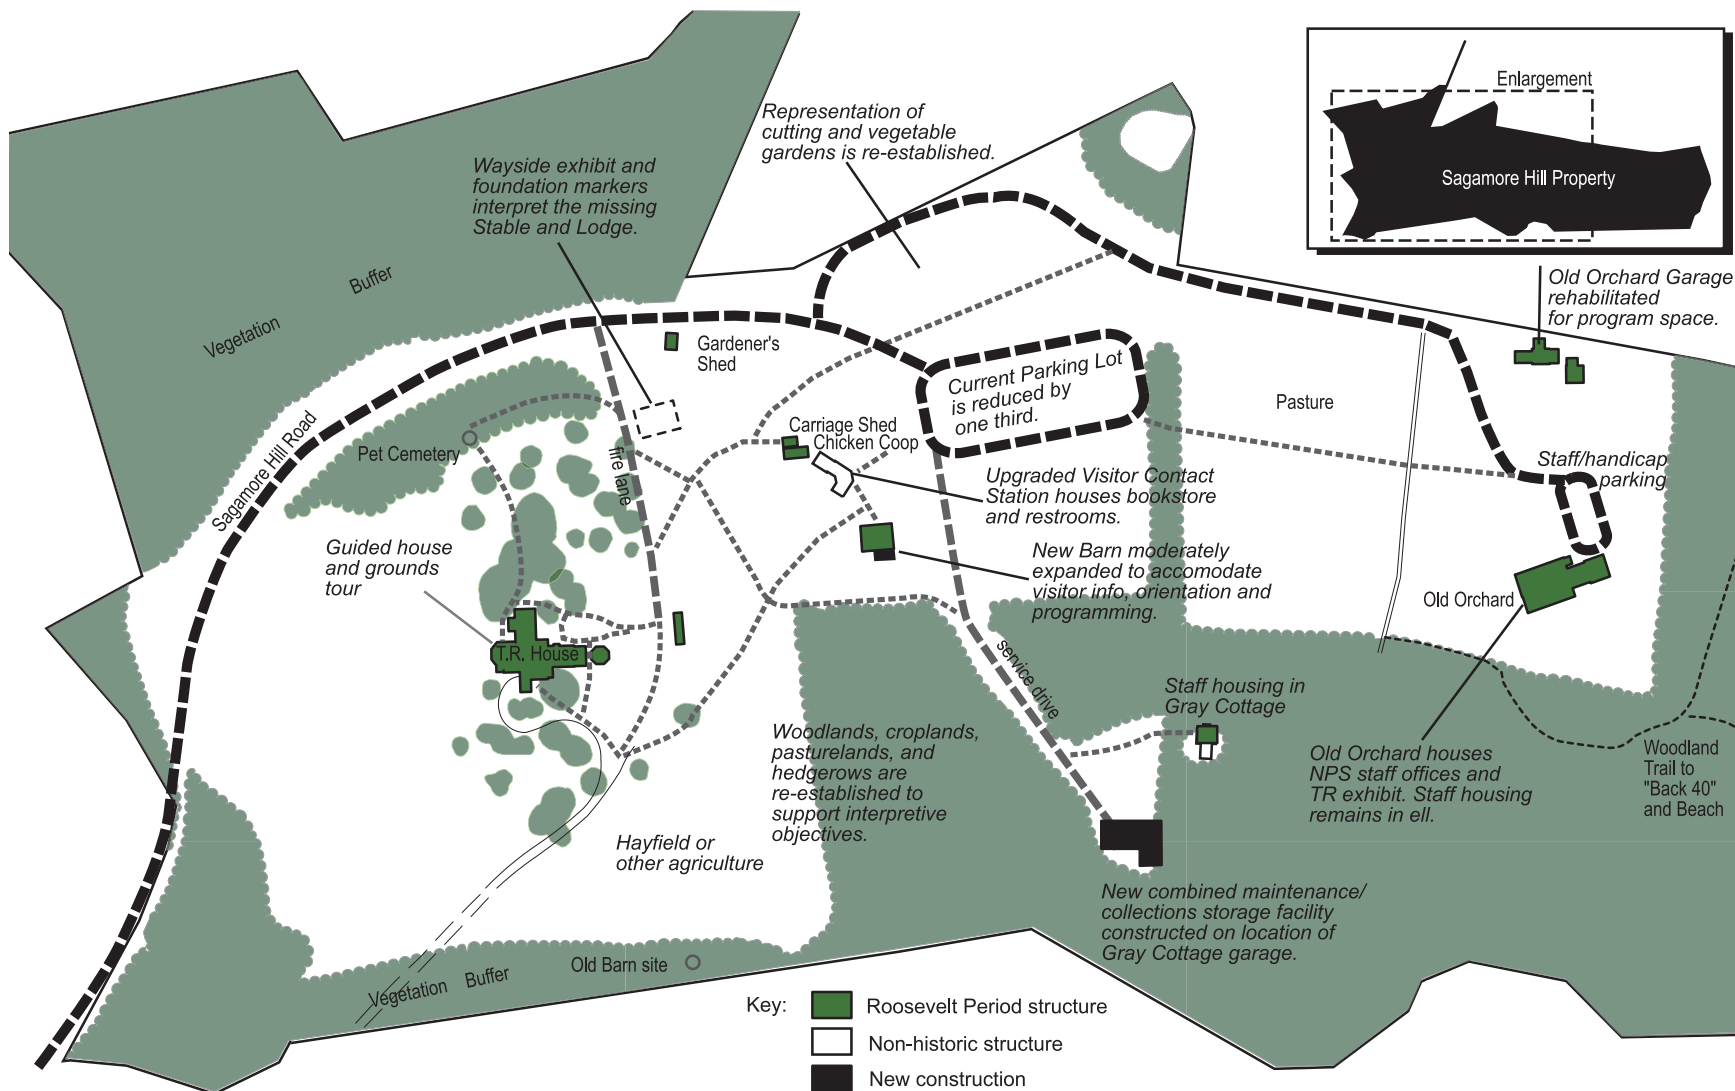 Enlargement
Sagamore Hill Property
Representation of
cutting and vegetable
gardens is re-established.
Wayside exhibit and
foundation markers
interpret the missing
Stable and Lodge.
Old Orchard Garage
rehabilitated
for program space.
Vegetation Buffer
Gardener's
Shed
Current Parking Lot
is reduced by
one third.
Pasture
Sagamore Hill Road
Pet Cemetery
fire lane
Carriage Shed
Chicken Coop
Staff/handicap
parking
Upgraded Visitor Contact
Station houses bookstore
and restrooms.
Guided house
and grounds
tour
New Barn moderately
expanded to accomodate
visitor info, orientation and
programming.
Old Orchard
T.R. House
service drive
Staff housing in
Gray Cottage
Woodlands, croplands,
pasturelands, and
hedgerows are
re-established to
support interpretive
objectives.
Old Orchard houses
NPS staff offices and
TR exhibit. Staff housing
remains in ell.
Woodland
Trail to
"Back 40"
and Beach
Hayfield or
other agriculture
New combined maintenance/
collections storage facility
constructed on location of
Gray Cottage garage.
Old Barn site
Vegetation Buffer
Key:
Roosevelt Period structure
Non-historic structure
New construction